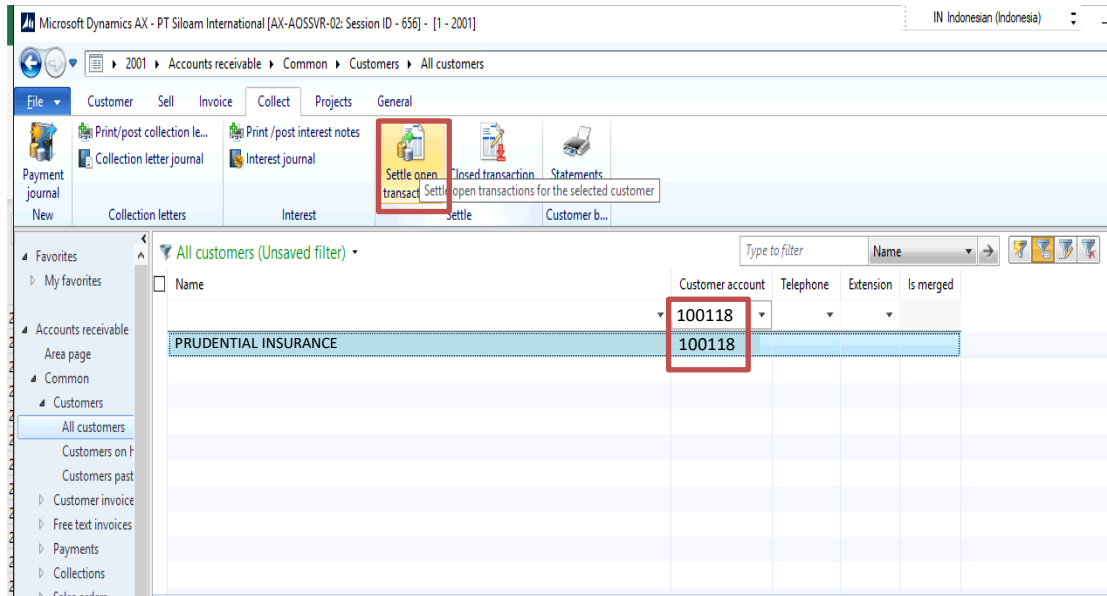 Microsoft Dynamics AX - PT Siloam International [AX-AOSSVR-02: Session ID - 656] - [1 - 2001]
IN Indonesian (Indonesia)
2001 Accounts receivable Common Customers All customers
File Customer Sell Invoice Collect Projects General
Payment journal
Print/post collection le...
Collection letter journal
Print /post interest notes
Interest journal
Settle open
transact
Closed transaction
Statements
Settle open transactions for the selected customer
New Collection letters Interest Settle Customer b...
Favorites
My favorites
Accounts receivable
Area page
Common
Customers
All customers
Customers on h
Customers past
Customer invoice
Free text invoices
Payments
Collections
All customers (Unsaved filter)
Type to filter Name
Name Customer account Telephone Extension Is merged
100118
PRUDENTIAL INSURANCE 100118